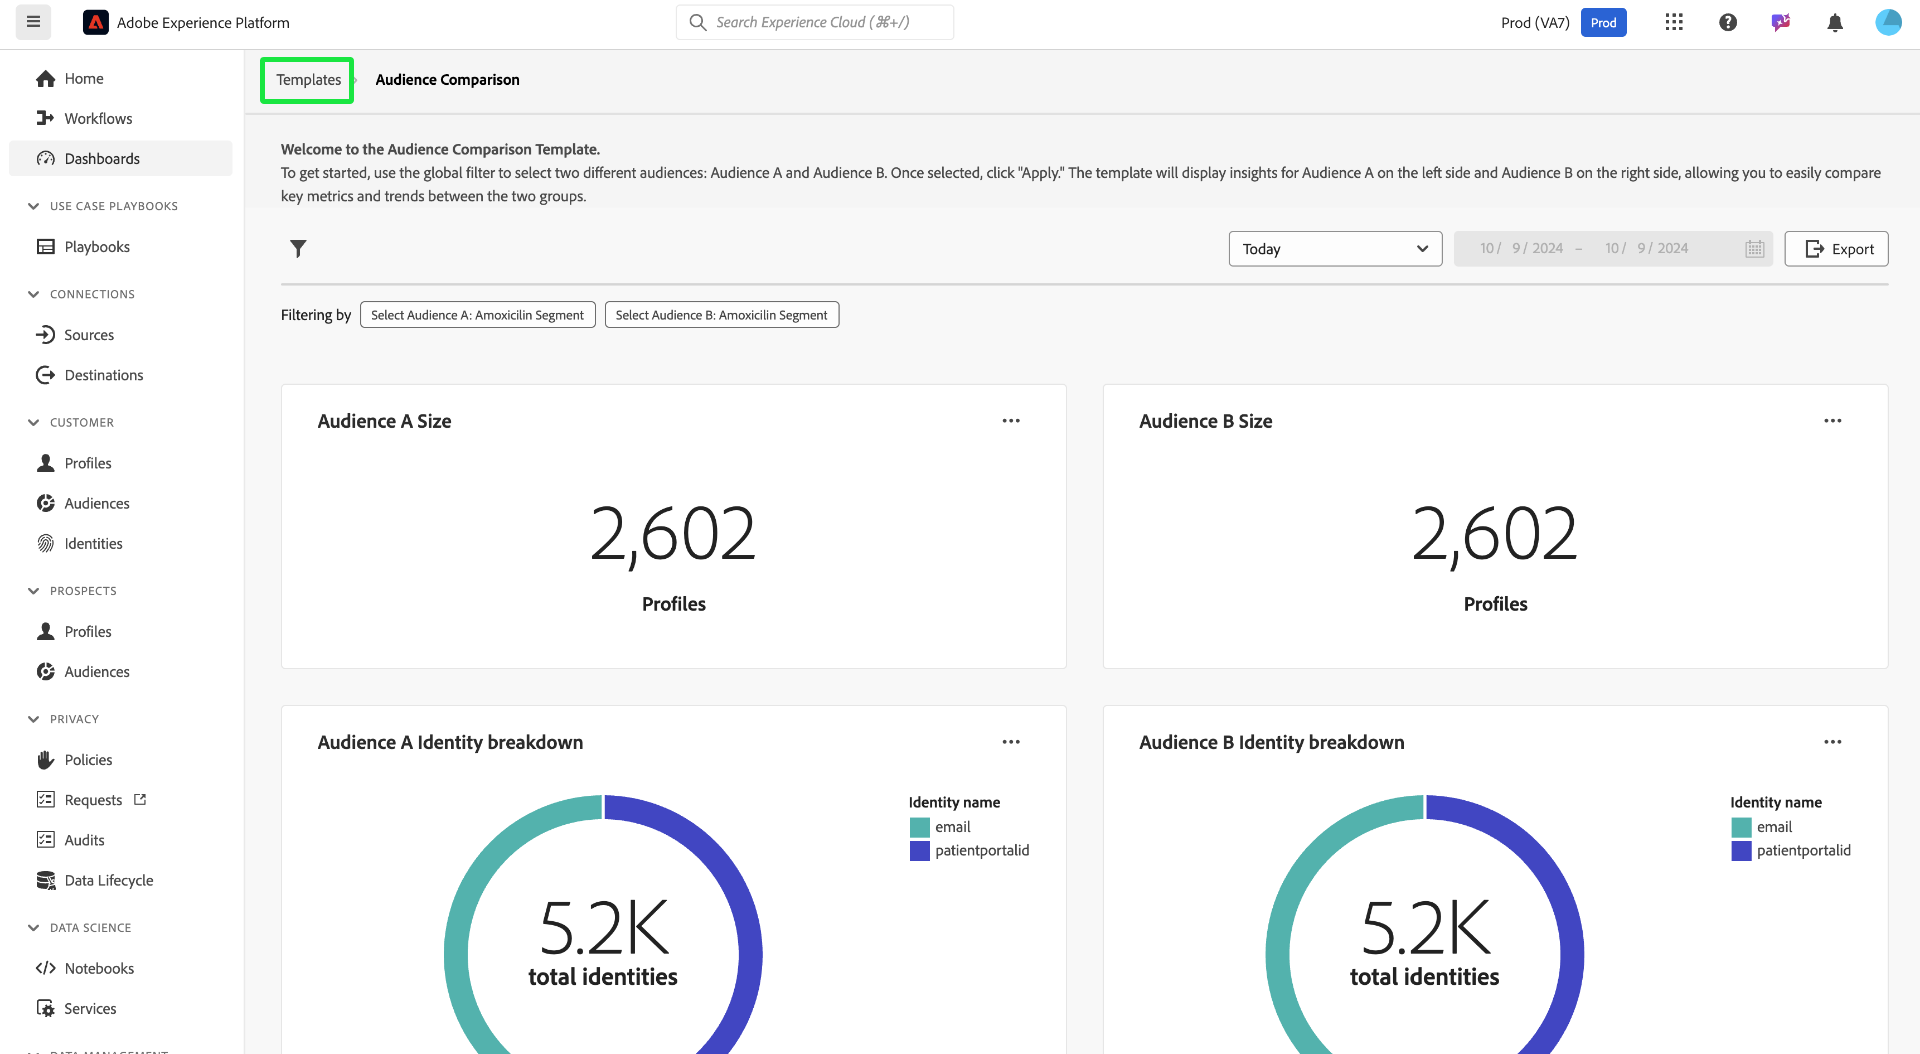 Adobe Experience Platform
Search Experience Cloud (⌘+/)
Prod (VA7)
Prod
Home
Workflows
Dashboards
USE CASE PLAYBOOKS
Playbooks
CONNECTIONS
Sources
Destinations
CUSTOMER
Profiles
Audiences
Identities
PROSPECTS
Profiles
Audiences
PRIVACY
Policies
Requests
Audits
Data Lifecycle
DATA SCIENCE
Notebooks
Services
DATA MANAGEMENT
Templates
Audience Comparison
Welcome to the Audience Comparison Template.
To get started, use the global filter to select two different audiences: Audience A and Audience B. Once selected, click "Apply." The template will display insights for Audience A on the left side and Audience B on the right side, allowing you to easily compare
key metrics and trends between the two groups.
Today
10/ 9/ 2024 – 10/ 9/ 2024
Export
Filtering by
Select Audience A: Amoxicilin Segment
Select Audience B: Amoxicilin Segment
Audience A Size
2,602
Profiles
Audience B Size
2,602
Profiles
Audience A Identity breakdown
Identity name
email
patientportalid
5.2K
total identities
Audience B Identity breakdown
Identity name
email
patientportalid
5.2K
total identities